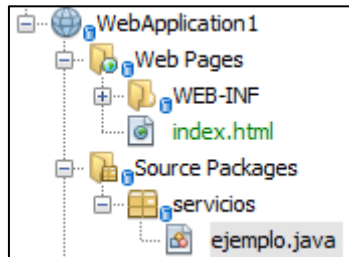 WebApplication1
Web Pages
WEB-INF
index.html
Source Packages
servicios
ejemplo.java